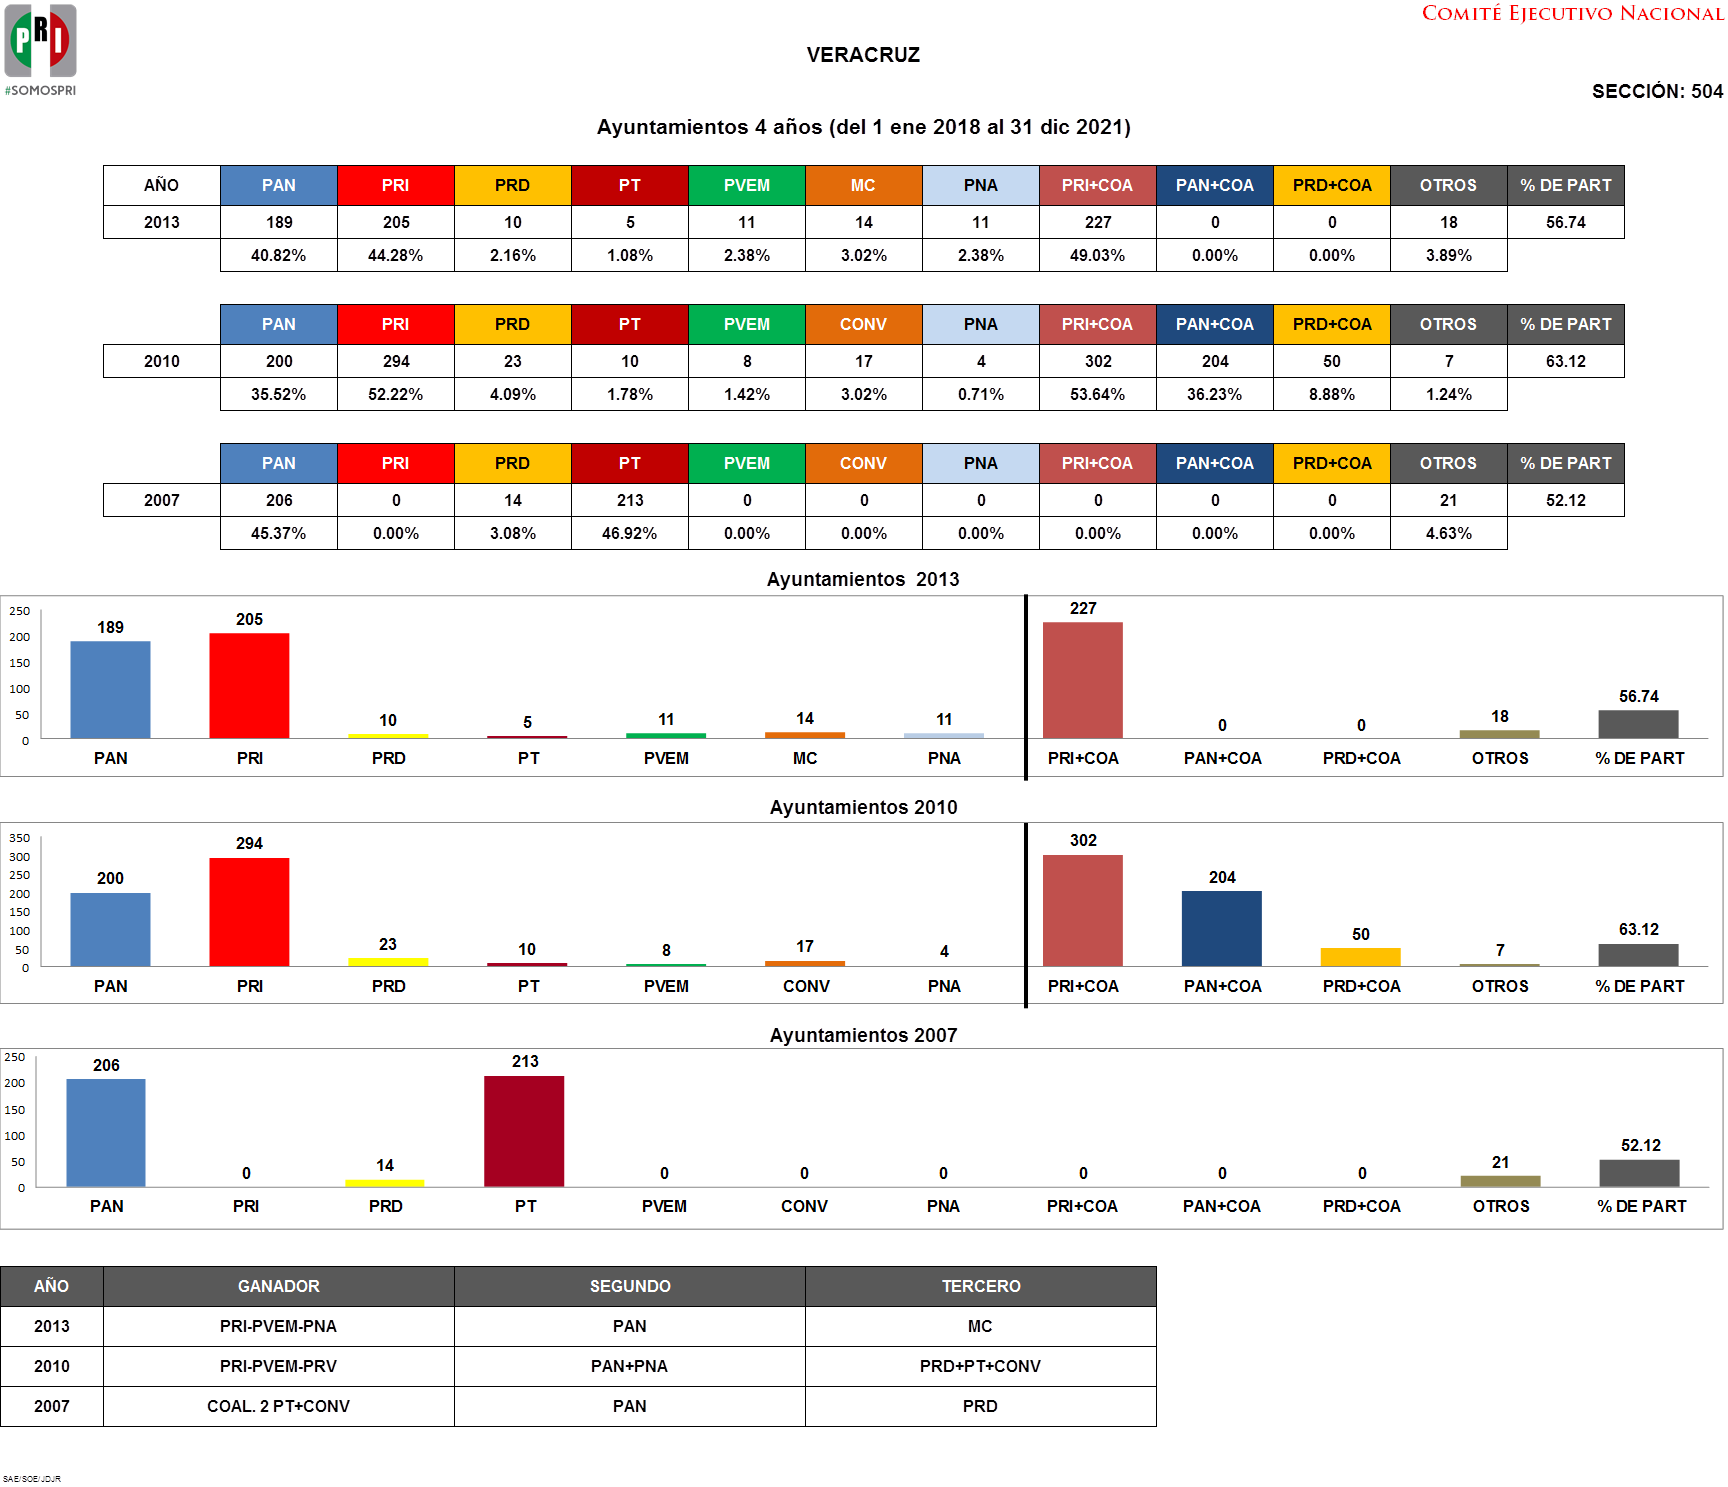 COMITÉ EJECUTIVO NACIONAL
PRI
#SOMOSPRI
VERACRUZ
SECCIÓN: 504
Ayuntamientos 4 años (del 1 ene 2018 al 31 dic 2021)
AÑO PAN PRI PRD PT PVEM MC PNA PRI+COA PAN+COA PRD+COA OTROS % DE PART
2013 189 205 10 5 11 14 11 227 0 0 18 56.74
40.82% 44.28% 2.16% 1.08% 2.38% 3.02% 2.38% 49.03% 0.00% 0.00% 3.89%
PAN PRI PRD PT PVEM CONV PNA PRI+COA PAN+COA PRD+COA OTROS % DE PART
2010 200 294 23 10 8 17 4 302 204 50 7 63.12
35.52% 52.22% 4.09% 1.78% 1.42% 3.02% 0.71% 53.64% 36.23% 8.88% 1.24%
PAN PRI PRD PT PVEM CONV PNA PRI+COA PAN+COA PRD+COA OTROS % DE PART
2007 206 0 14 213 0 0 0 0 0 0 21 52.12
45.37% 0.00% 3.08% 46.92% 0.00% 0.00% 0.00% 0.00% 0.00% 0.00% 4.63%
Ayuntamientos  2013
250
200
150
100
50
0
189 205 10 5 11 14 11 227 0 0 18 56.74
PAN PRI PRD PT PVEM MC PNA PRI+COA PAN+COA PRD+COA OTROS % DE PART
Ayuntamientos 2010
350
300
250
200
150
100
50
0
200 294 23 10 8 17 4 302 204 50 7 63.12
PAN PRI PRD PT PVEM CONV PNA PRI+COA PAN+COA PRD+COA OTROS % DE PART
Ayuntamientos 2007
250
200
150
100
50
0
206 0 14 213 0 0 0 0 0 0 21 52.12
PAN PRI PRD PT PVEM CONV PNA PRI+COA PAN+COA PRD+COA OTROS % DE PART
AÑO GANADOR SEGUNDO TERCERO
2013 PRI-PVEM-PNA PAN MC
2010 PRI-PVEM-PRV PAN+PNA PRD+PT+CONV
2007 COAL. 2 PT+CONV PAN PRD
SAE/SOE/JDJR